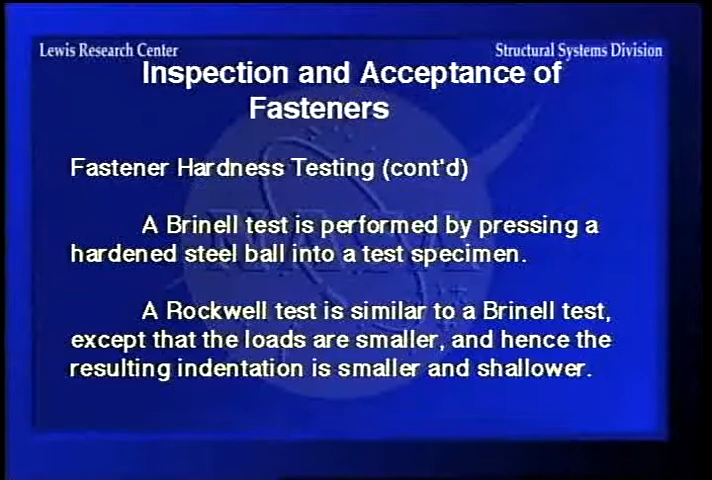 Lewis Research Center
Structural Systems Division
Inspection and Acceptance of
Fasteners
Fastener Hardness Testing (cont'd)
A Brinell test is performed by pressing a
hardened steel ball into a test specimen.
A Rockwell test is similar to a Brinell test,
except that the loads are smaller, and hence the
resulting indentation is smaller and shallower.